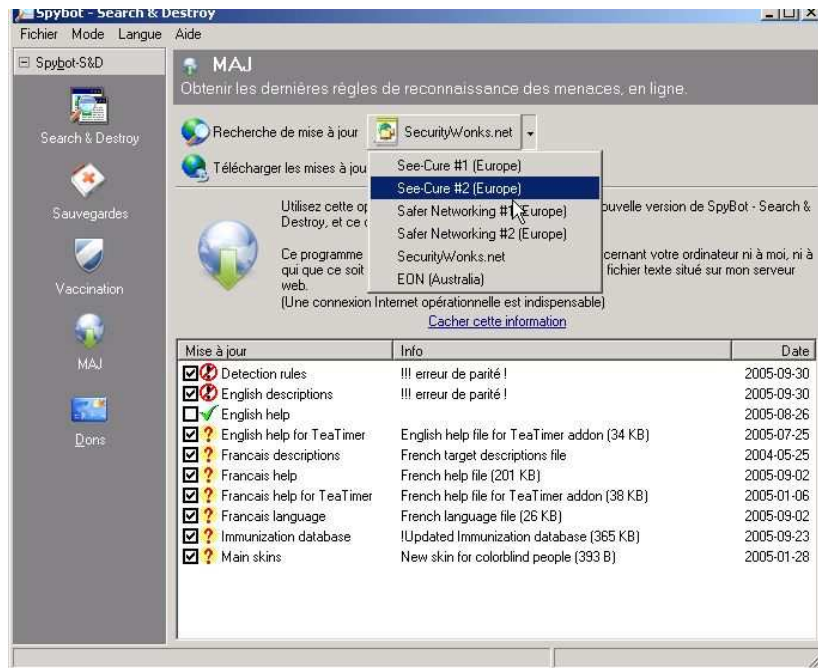 Spybot - Search & Destroy
Fichier Mode Langue Aide
Spybot-S&D
Search & Destroy
Sauvegardes
Vaccination
MAJ
Dons
MAJ
Obtenir les dernières règles de reconnaissance des menaces, en ligne.
Recherche de mise à jour
SecurityWonks.net
Télécharger les mises à jou
See-Cure #1 (Europe)
See-Cure #2 (Europe)
Safer Networking #1 (Europe)
Safer Networking #2 (Europe)
SecurityWonks.net
EON (Australia)
Utilisez cette op ouvelle version de SpyBot - Search &
Destroy, et ce
Ce programme cernant votre ordinateur ni à moi, ni à
qui que ce soit fichier texte situé sur mon serveur
web.
(Une connexion Internet opérationnelle est indispensable)
Cacher cette information
Mise à jour Info Date
Detection rules !!! erreur de parité ! 2005-09-30
English descriptions !!! erreur de parité ! 2005-09-30
English help 2005-08-26
English help for TeaTimer English help file for TeaTimer addon (34 KB) 2005-07-25
Francais descriptions French target descriptions file 2004-05-25
Francais help French help file (201 KB) 2005-09-02
Francais help for TeaTimer French help file for TeaTimer addon (38 KB) 2005-01-06
Francais language French language file (26 KB) 2005-09-02
Immunization database !Updated Immunization database (365 KB) 2005-09-23
Main skins New skin for colorblind people (393 B) 2005-01-28